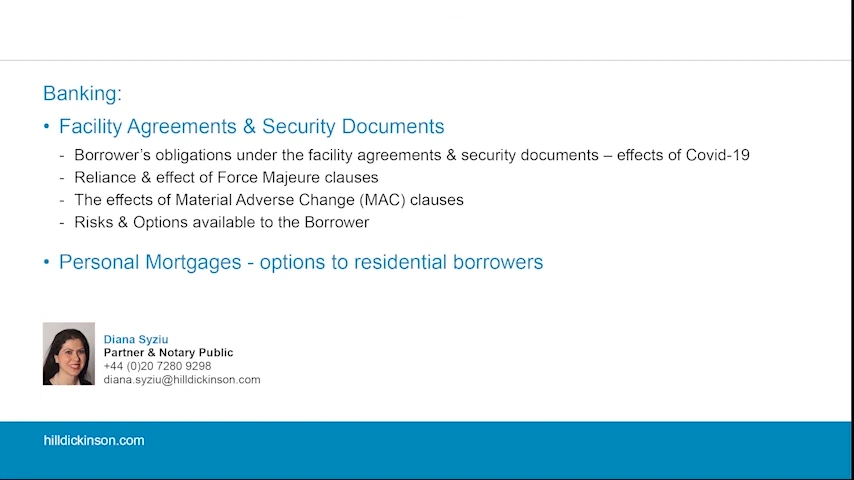 Banking:
• Facility Agreements & Security Documents
- Borrower's obligations under the facility agreements & security documents – effects of Covid-19
- Reliance & effect of Force Majeure clauses
- The effects of Material Adverse Change (MAC) clauses
- Risks & Options available to the Borrower
• Personal Mortgages - options to residential borrowers
Diana Syziu
Partner & Notary Public
+44 (0)20 7280 9298
diana.syziu@hilldickinson.com
hilldickinson.com